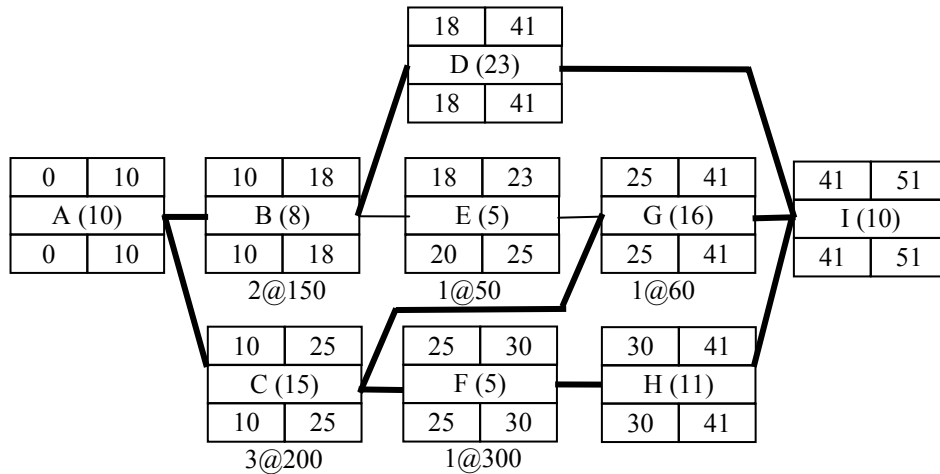 18 41
D (23)
18 41
0 10
A (10)
0 10
10 18
B (8)
10 18
2@150
18 23
E (5)
20 25
1@50
25 41
G (16)
25 41
1@60
41 51
I (10)
41 51
10 25
C (15)
10 25
3@200
25 30
F (5)
25 30
1@300
30 41
H (11)
30 41